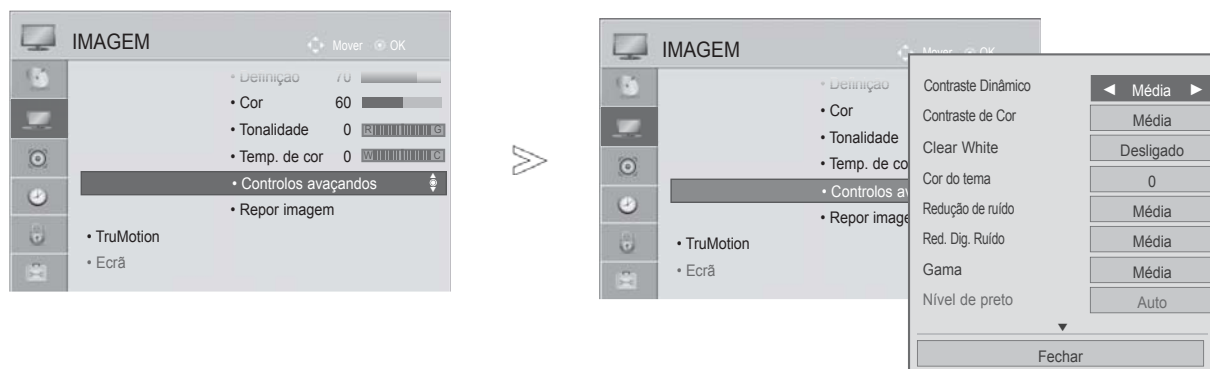 IMAGEM Mover OK
• Definição 70
• Cor 60
• Tonalidade 0 R G
• Temp. de cor 0 W C
• Controlos avaçandos
• Repor imagem
• TruMotion
• Ecrã
IMAGEM Mover OK
• Definição
• Cor
• Tonalidade
• Temp. de co
• Controlos av
• Repor image
• TruMotion
• Ecrã
Contraste Dinâmico ◄ Média ►
Contraste de Cor Média
Clear White Desligado
Cor do tema 0
Redução de ruído Média
Red. Dig. Ruído Média
Gama Média
Nível de preto Auto
▼
Fechar